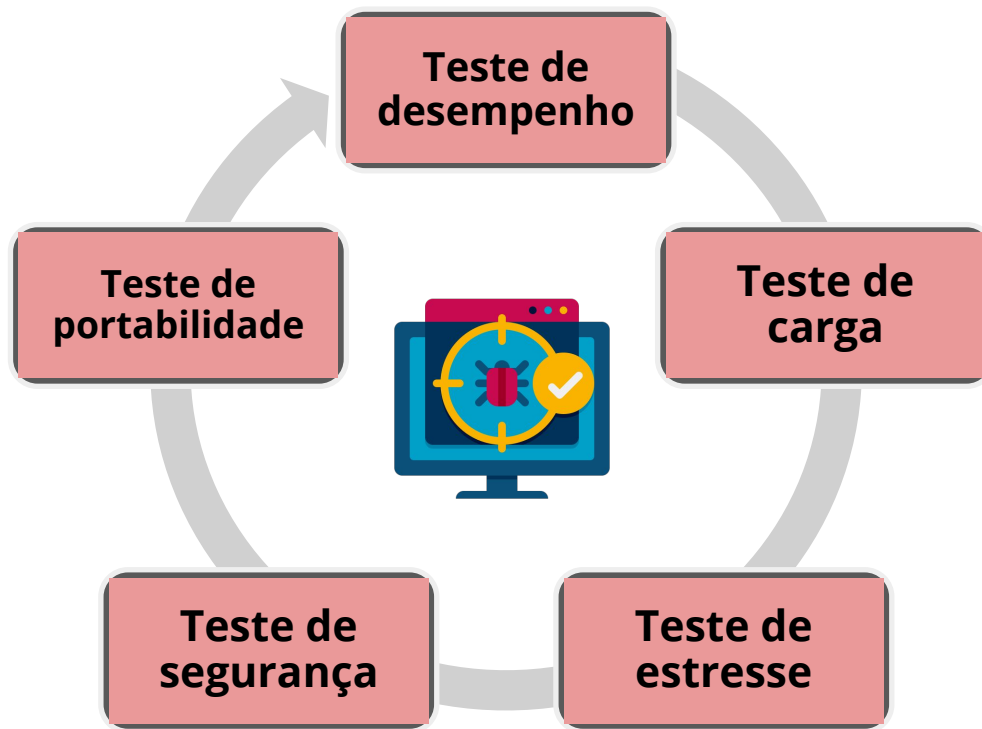 Teste de
desempenho
Teste de
carga
Teste de
estresse
Teste de
segurança
Teste de
portabilidade